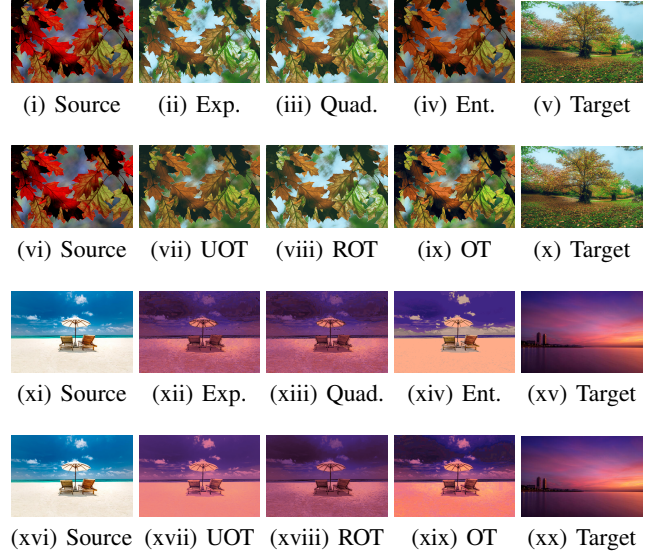 (i) Source (ii) Exp. (iii) Quad. (iv) Ent. (v) Target
(vi) Source (vii) UOT (viii) ROT (ix) OT (x) Target
(xi) Source (xii) Exp. (xiii) Quad. (xiv) Ent. (xv) Target
(xvi) Source (xvii) UOT (xviii) ROT (xix) OT (xx) Target